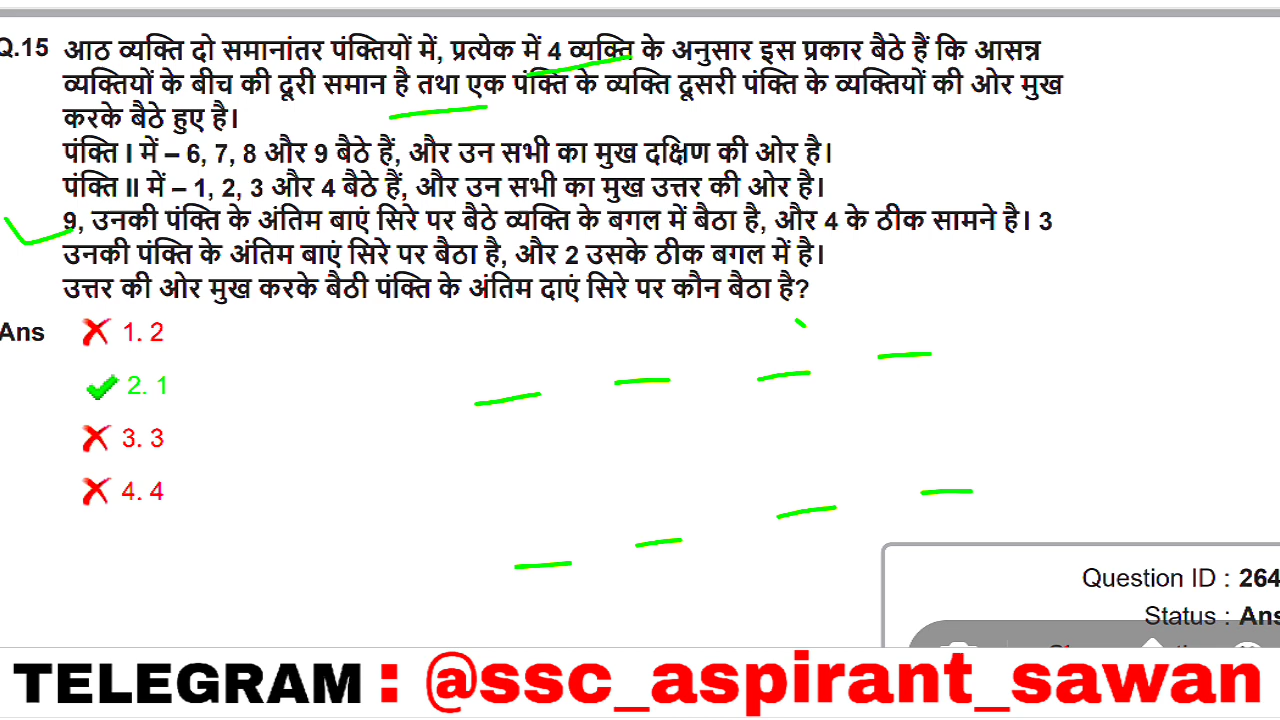 Q.15 आठ व्यक्ति दो समानांतर पंक्तियों में, प्रत्येक में 4 व्यक्ति के अनुसार इस प्रकार बैठे हैं कि आसन्न
व्यक्तियों के बीच की दूरी समान है तथा एक पंक्ति के व्यक्ति दूसरी पंक्ति के व्यक्तियों की ओर मुख
करके बैठे हुए है।
पंक्ति I में – 6, 7, 8 और 9 बैठे हैं, और उन सभी का मुख दक्षिण की ओर है।
पंक्ति II में – 1, 2, 3 और 4 बैठे हैं, और उन सभी का मुख उत्तर की ओर है।
9, उनकी पंक्ति के अंतिम बाएं सिरे पर बैठे व्यक्ति के बगल में बैठा है, और 4 के ठीक सामने है। 3
उनकी पंक्ति के अंतिम बाएं सिरे पर बैठा है, और 2 उसके ठीक बगल में है।
उत्तर की ओर मुख करके बैठी पंक्ति के अंतिम दाएं सिरे पर कौन बैठा है?
Ans 1. 2
2. 1
3. 3
4. 4
Question ID : 264
Status : Ans
TELEGRAM : @ssc_aspirant_sawan